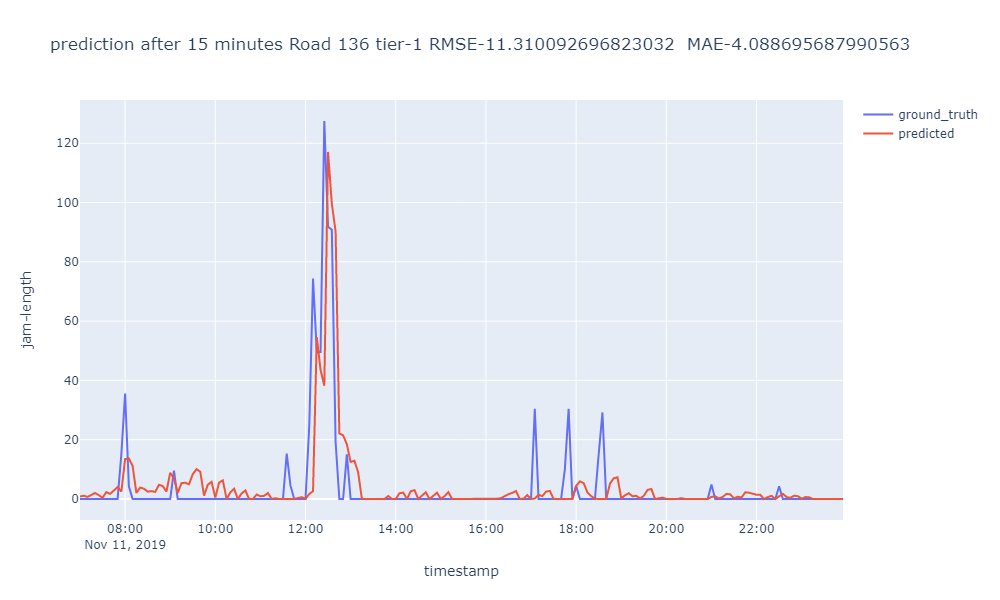 prediction after 15 minutes Road 136 tier-1 RMSE-11.310092696823032  MAE-4.088695687990563
ground_truth
predicted
120
100
80
60
40
20
0
jam-length
08:00
10:00
12:00
14:00
16:00
18:00
20:00
22:00
Nov 11, 2019
timestamp